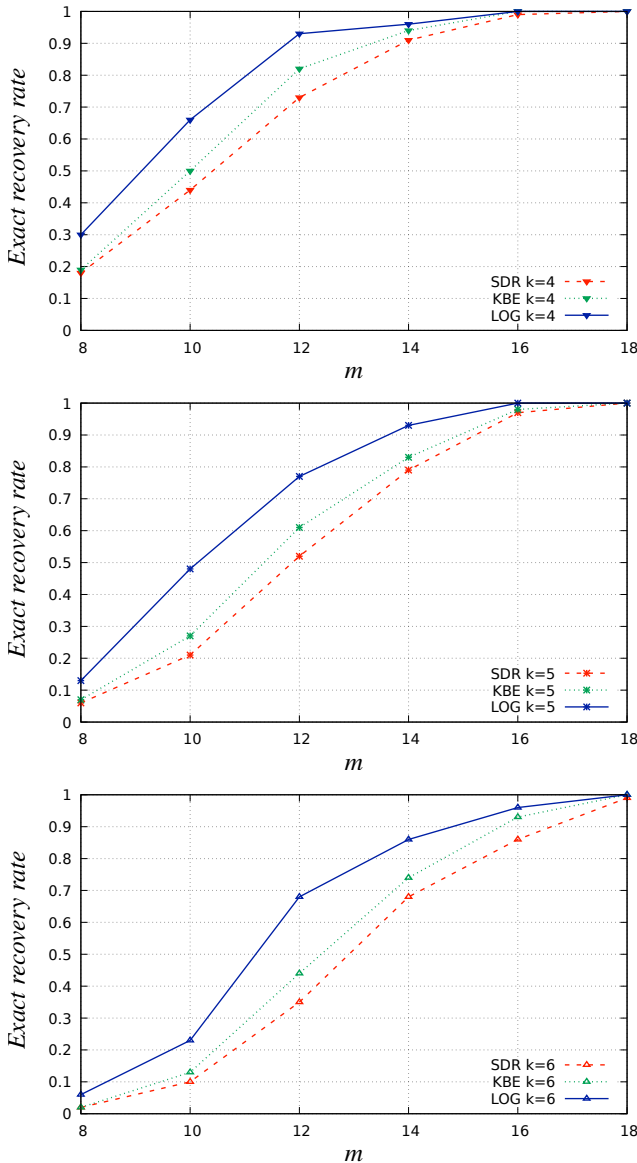 1
0.9
0.8
0.7
0.6
0.5
0.4
0.3
0.2
0.1
0
Exact recovery rate
SDR k=4
KBE k=4
LOG k=4
8 10 12 14 16 18
m
1
0.9
0.8
0.7
0.6
0.5
0.4
0.3
0.2
0.1
0
Exact recovery rate
SDR k=5
KBE k=5
LOG k=5
8 10 12 14 16 18
m
1
0.9
0.8
0.7
0.6
0.5
0.4
0.3
0.2
0.1
0
Exact recovery rate
SDR k=6
KBE k=6
LOG k=6
8 10 12 14 16 18
m